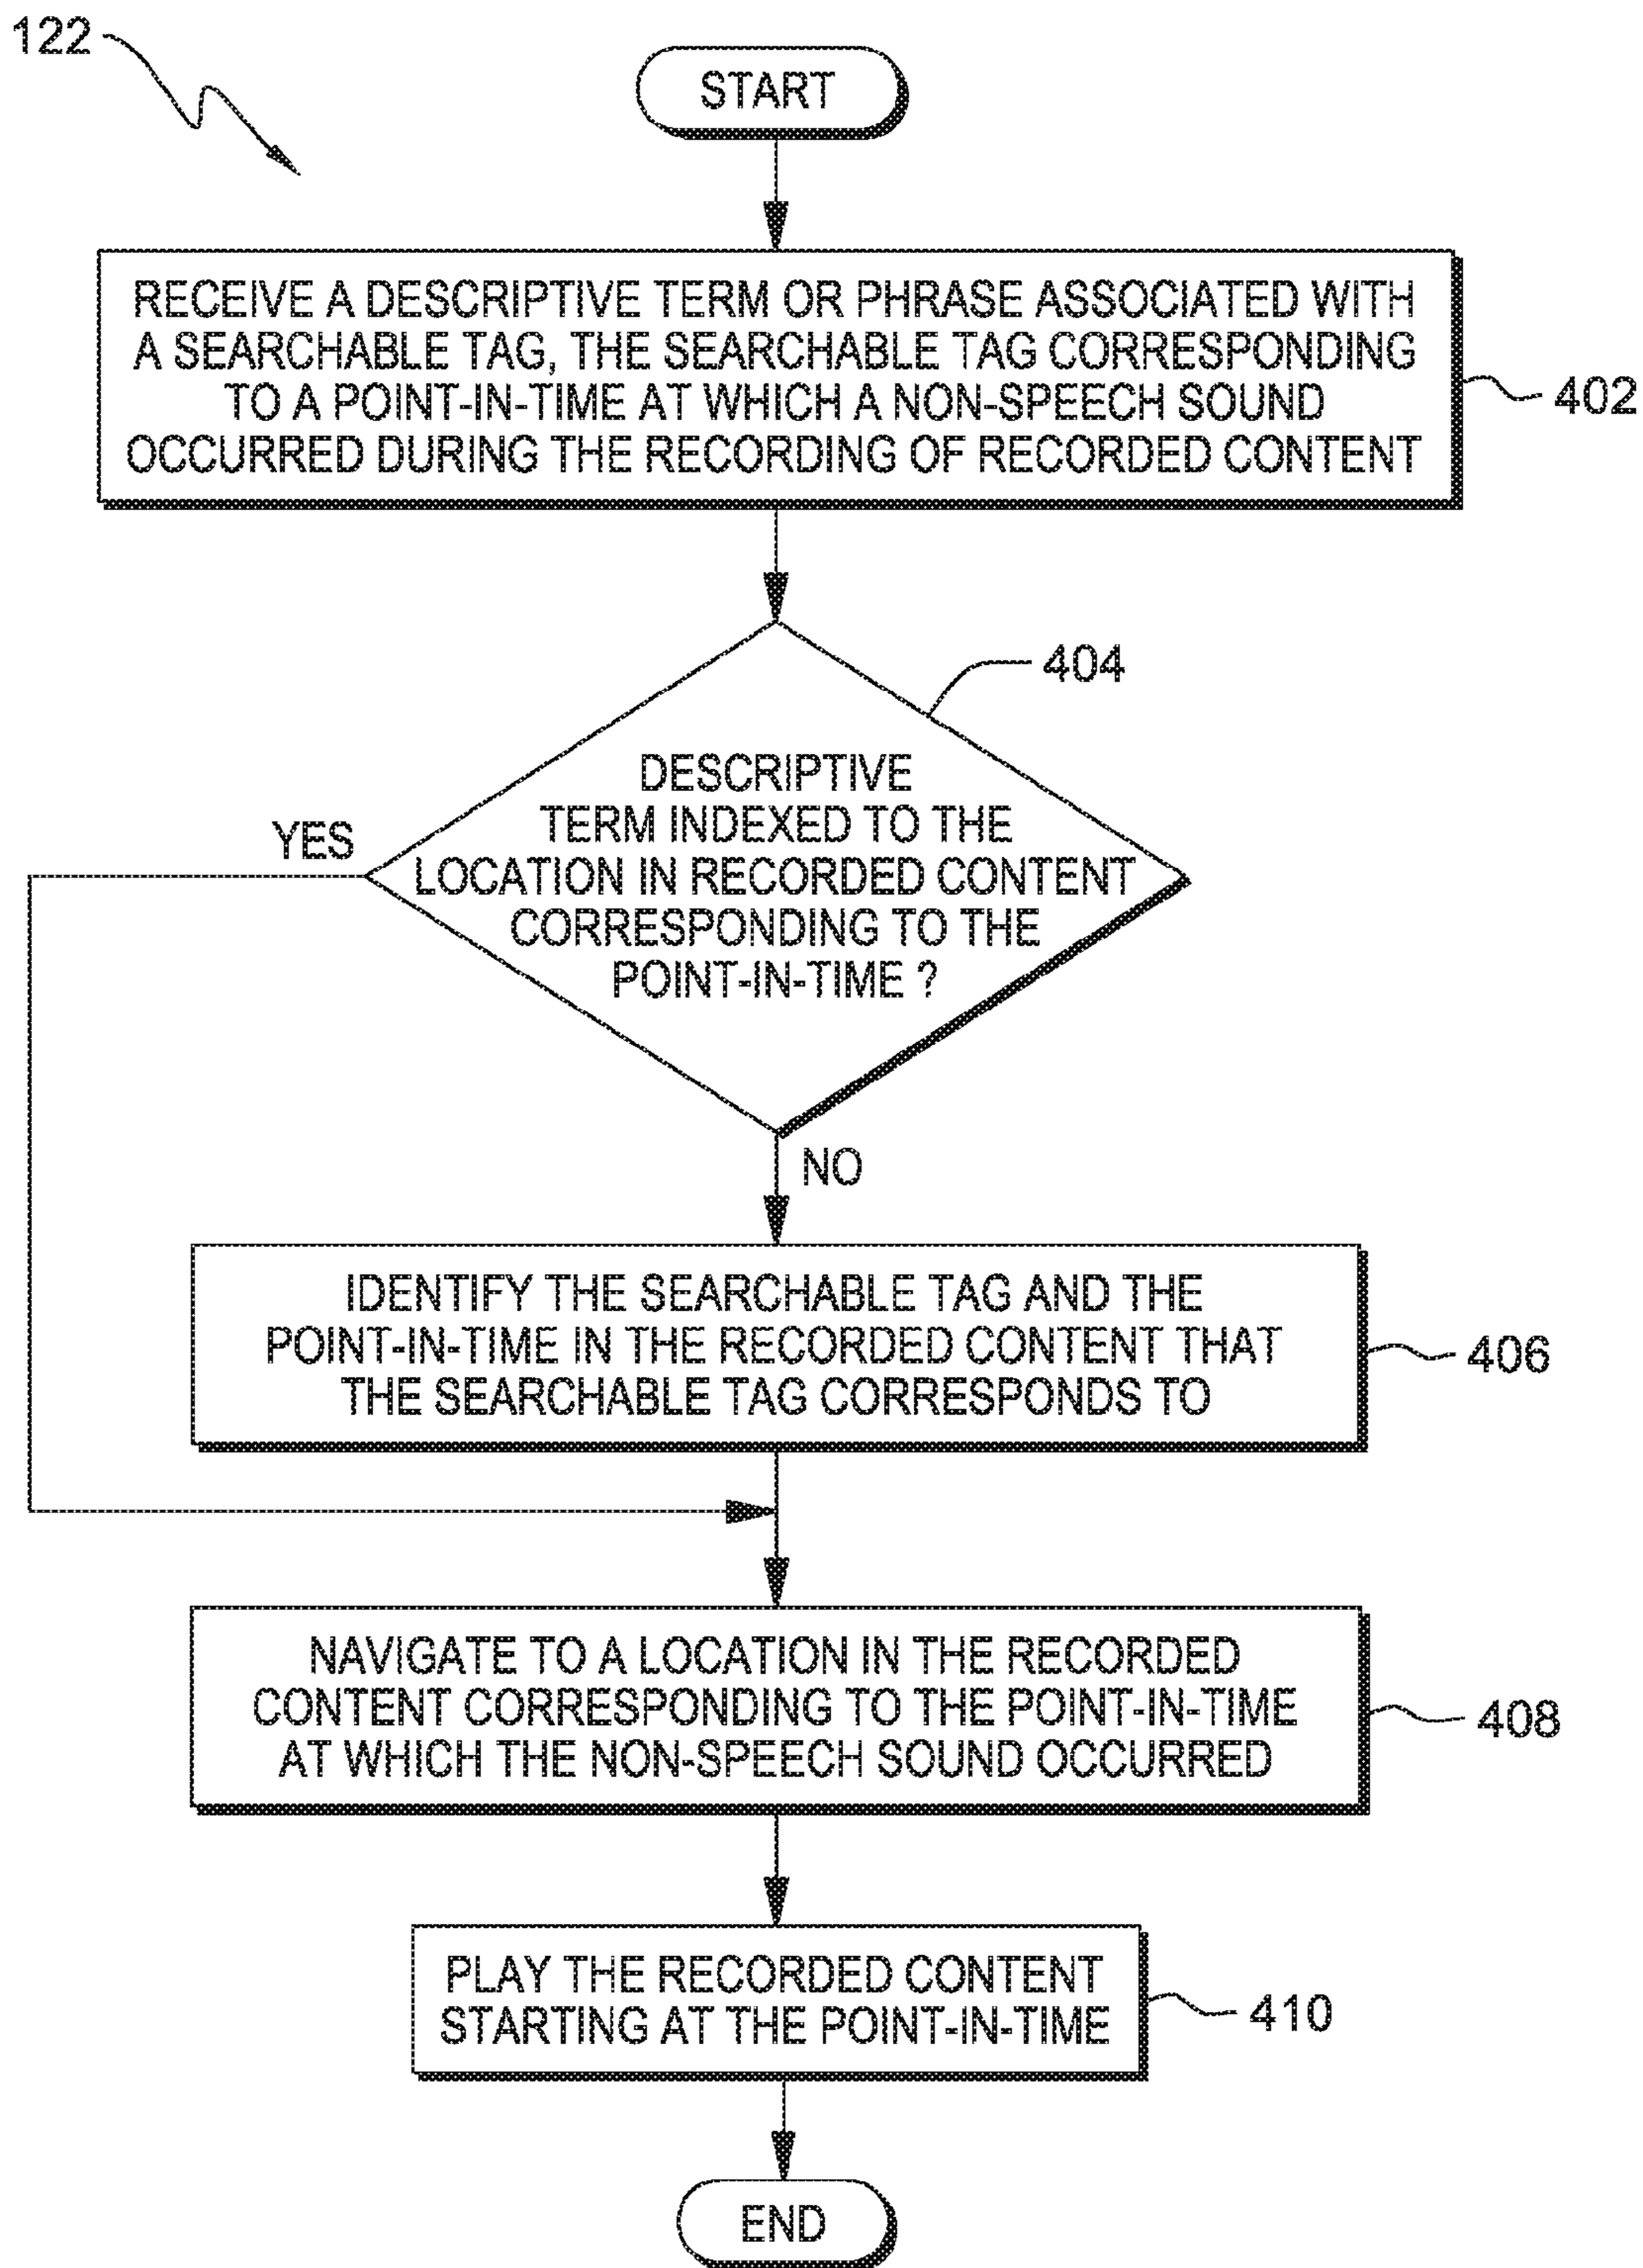 122
START
RECEIVE A DESCRIPTIVE TERM OR PHRASE ASSOCIATED WITH
A SEARCHABLE TAG, THE SEARCHABLE TAG CORRESPONDING
TO A POINT-IN-TIME AT WHICH A NON-SPEECH SOUND
OCCURRED DURING THE RECORDING OF RECORDED CONTENT
402
404
DESCRIPTIVE
TERM INDEXED TO THE
LOCATION IN RECORDED CONTENT
CORRESPONDING TO THE
POINT-IN-TIME ?
YES
NO
IDENTIFY THE SEARCHABLE TAG AND THE
POINT-IN-TIME IN THE RECORDED CONTENT THAT
THE SEARCHABLE TAG CORRESPONDS TO
406
NAVIGATE TO A LOCATION IN THE RECORDED
CONTENT CORRESPONDING TO THE POINT-IN-TIME
AT WHICH THE NON-SPEECH SOUND OCCURRED
408
PLAY THE RECORDED CONTENT
STARTING AT THE POINT-IN-TIME
410
END